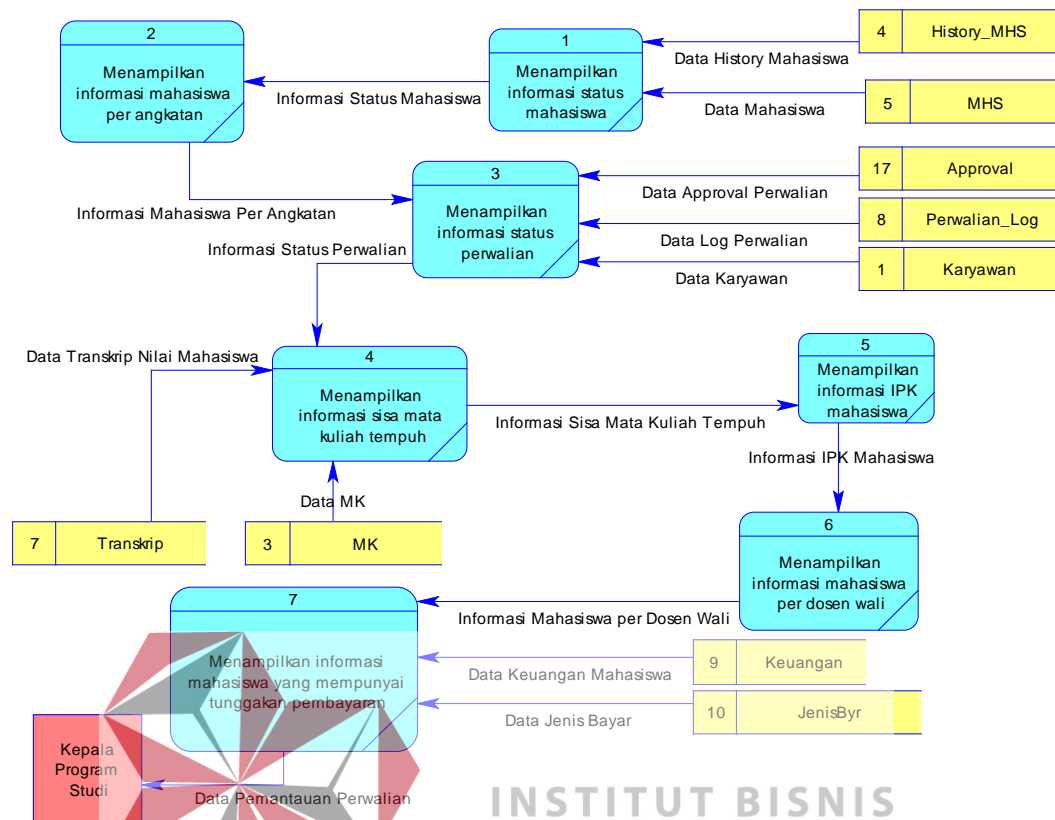 2
Menampilkan
informasi mahasiswa
per angkatan
Informasi Status Mahasiswa
1
Menampilkan
informasi status
mahasiswa
Data History Mahasiswa
4 History_MHS
Data Mahasiswa
5 MHS
Informasi Mahasiswa Per Angkatan
3
Menampilkan
informasi status
perwalian
Data Approval Perwalian
17 Approval
Data Log Perwalian
8 Perwalian_Log
Data Karyawan
1 Karyawan
Informasi Status Perwalian
Data Transkrip Nilai Mahasiswa
4
Menampilkan
informasi sisa mata
kuliah tempuh
Informasi Sisa Mata Kuliah Tempuh
5
Menampilkan
informasi IPK
mahasiswa
Informasi IPK Mahasiswa
Data MK
7 Transkrip
3 MK
6
Menampilkan
informasi mahasiswa
per dosen wali
Informasi Mahasiswa per Dosen Wali
7
Menampilkan informasi
mahasiswa yang mempunyai
tunggakan pembayaran
Data Keuangan Mahasiswa
9 Keuangan
Data Jenis Bayar
10 JenisByr
Kepala
Program
Studi
Data Pemantauan Perwalian
INSTITUT BISNIS